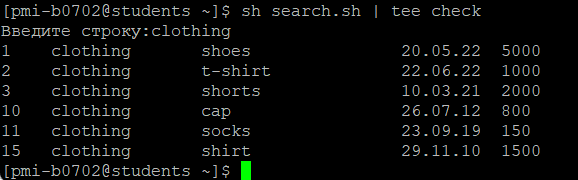 [pmi-b0702@students ~]$ sh search.sh | tee check
Введите строку:clothing
1 clothing shoes 20.05.22 5000
2 clothing t-shirt 22.06.22 1000
3 clothing shorts 10.03.21 2000
10 clothing cap 26.07.12 800
11 clothing socks 23.09.19 150
15 clothing shirt 29.11.10 1500
[pmi-b0702@students ~]$